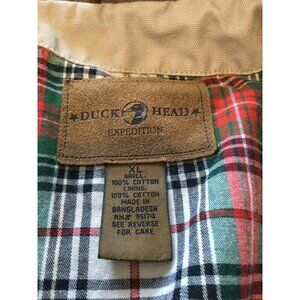 DUCK HEAD
EXPEDITION
XL
SHELL:
100% COTTON
LINING:
100% COTTON
MADE IN
BANGLADESH
RN# 95174
SEE REVERSE
FOR CARE